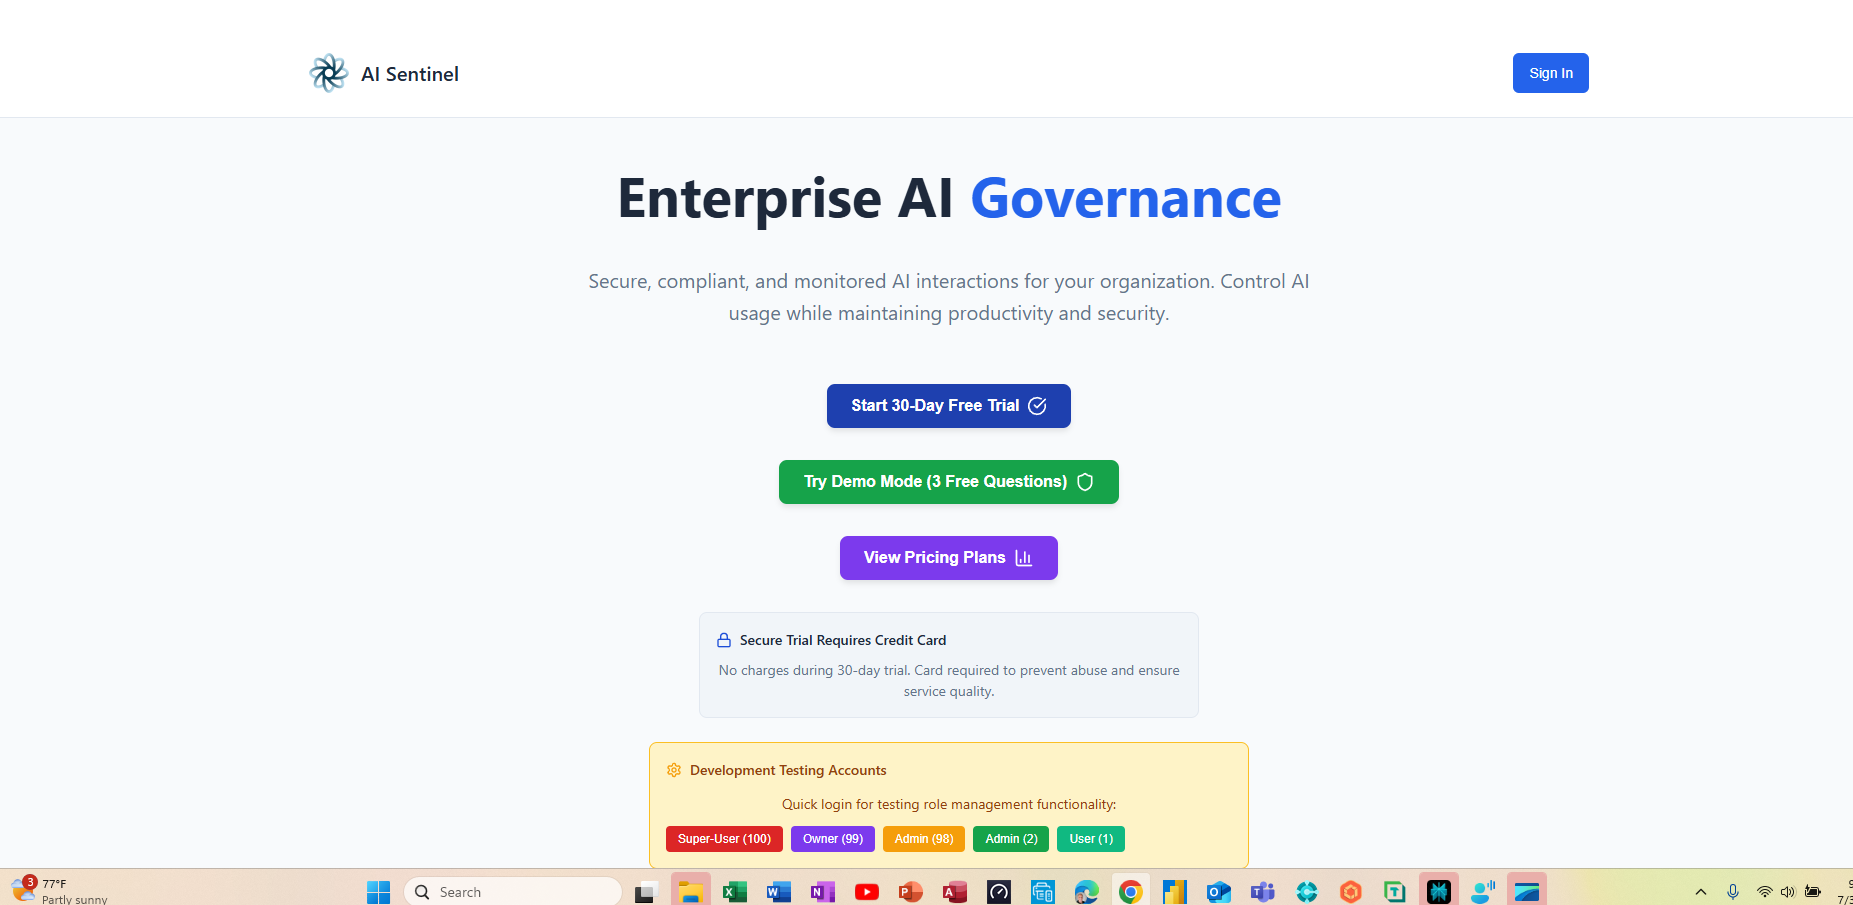 AI Sentinel
Sign In
Enterprise AI Governance
Secure, compliant, and monitored AI interactions for your organization. Control AI
usage while maintaining productivity and security.
Start 30-Day Free Trial
Try Demo Mode (3 Free Questions)
View Pricing Plans
Secure Trial Requires Credit Card
No charges during 30-day trial. Card required to prevent abuse and ensure
service quality.
Development Testing Accounts
Quick login for testing role management functionality:
Super-User (100) Owner (99) Admin (98) Admin (2) User (1)
3
77°F
Partly sunny
Search